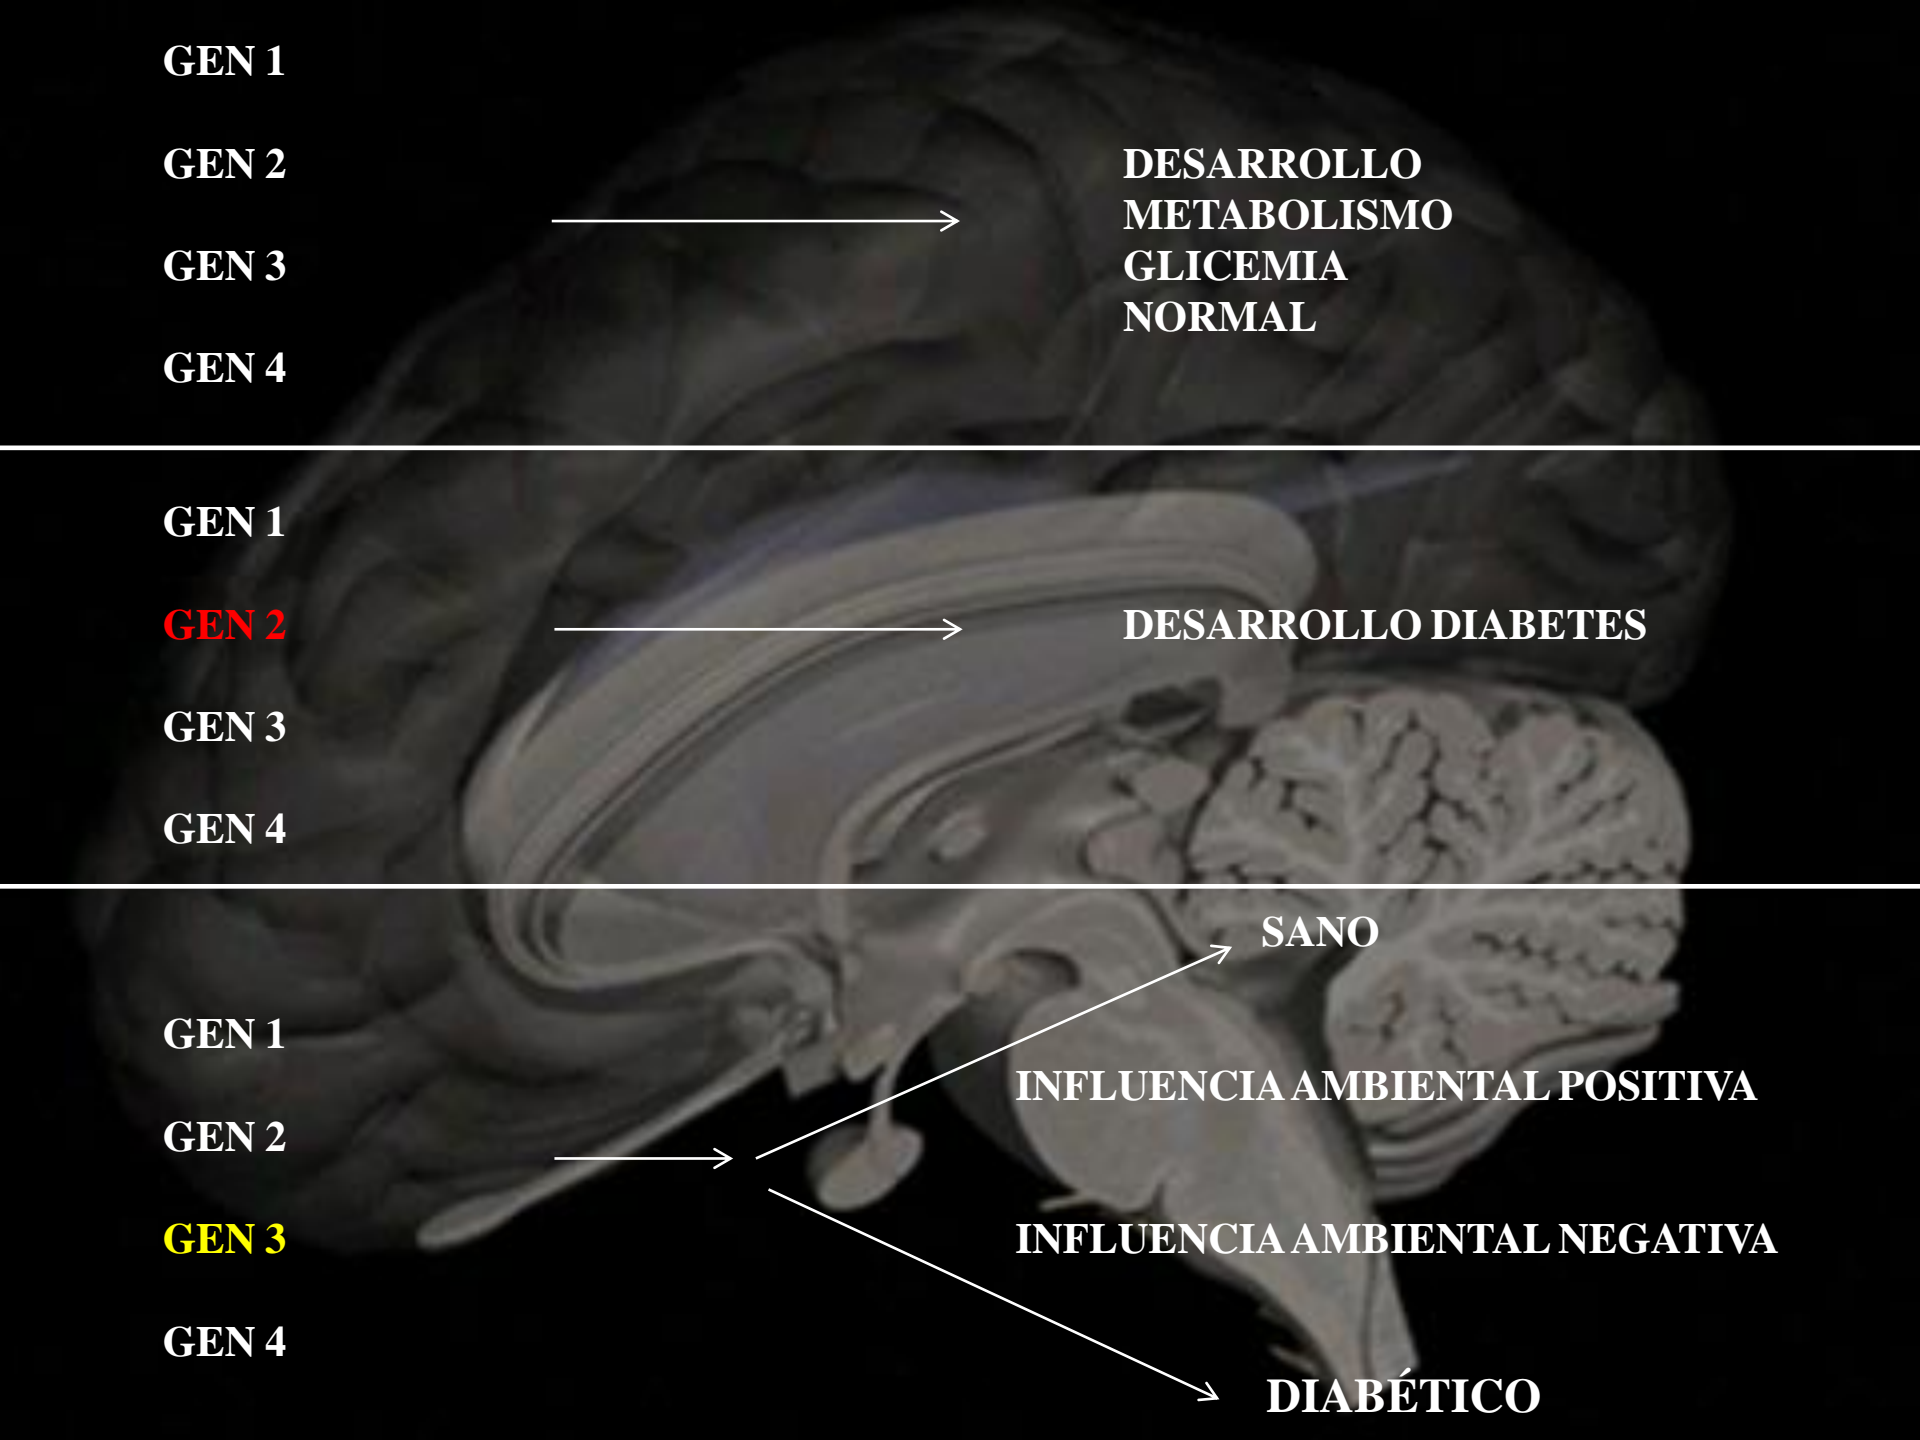 GEN 1
GEN 2
GEN 3
GEN 4
DESARROLLO
METABOLISMO
GLICEMIA
NORMAL
GEN 1
GEN 2
GEN 3
GEN 4
DESARROLLO DIABETES
GEN 1
GEN 2
GEN 3
GEN 4
SANO
INFLUENCIA AMBIENTAL POSITIVA
INFLUENCIA AMBIENTAL NEGATIVA
DIABÉTICO